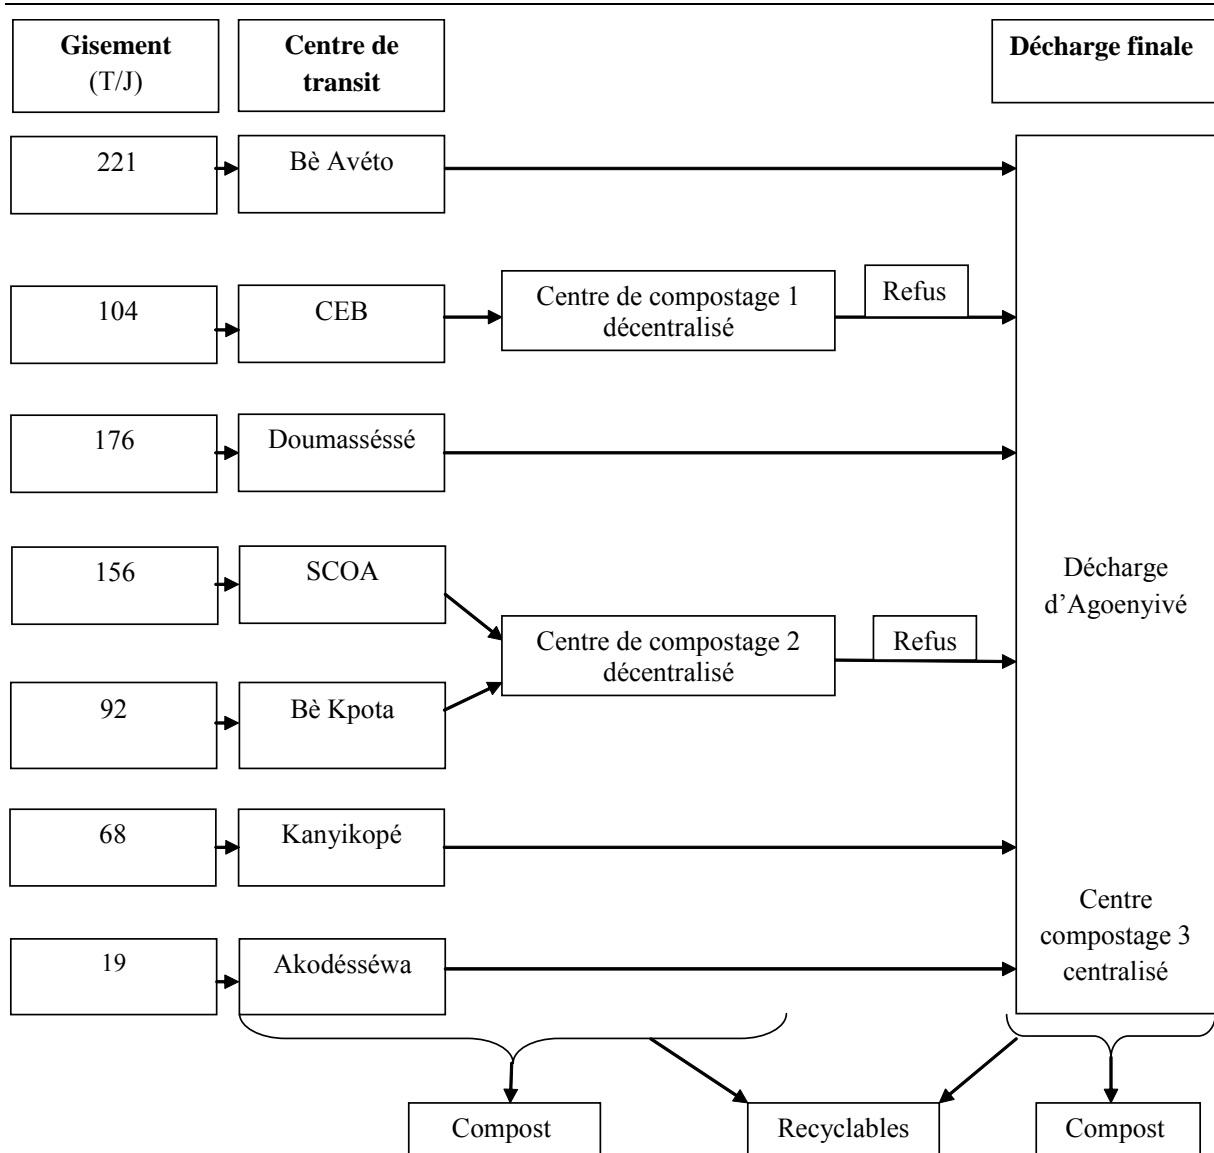 Gisement
(T/J)
Centre de
transit
Décharge finale
221
Bè Avéto
104
CEB
Centre de compostage 1
décentralisé
Refus
176
Doumasséssé
156
SCOA
92
Bè Kpota
Centre de compostage 2
décentralisé
Refus
Décharge
d'Agoenyivé
68
Kanyikopé
19
Akodésséwa
Centre
compostage 3
centralisé
Compost
Recyclables
Compost